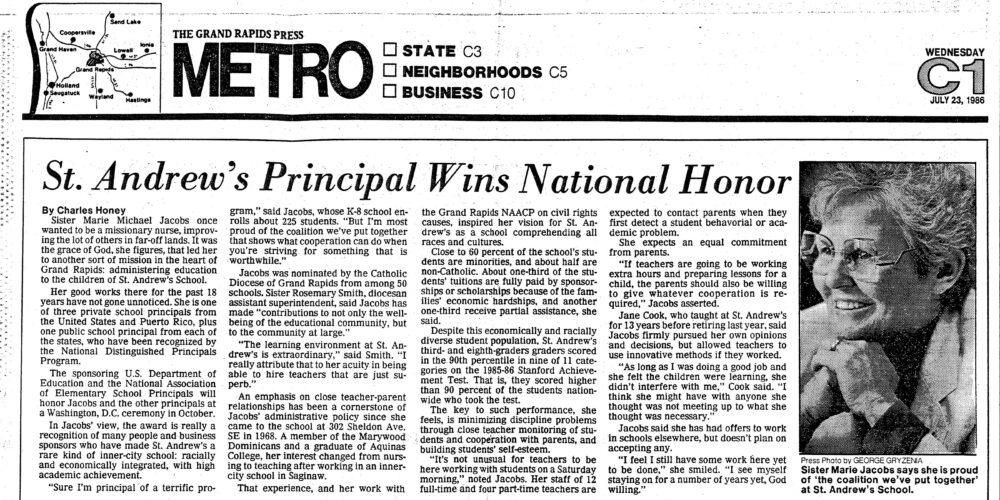 Sand Lake
Coopersville
Grand Haven
Lowell
Ionia
Grand Rapids
Holland
Saugatuck
Wayland
Hastings
THE GRAND RAPIDS PRESS
METRO
STATE C3
NEIGHBORHOODS C5
BUSINESS C10
WEDNESDAY
C1
JULY 23, 1986
St. Andrew's Principal Wins National Honor
By Charles Honey
Sister Marie Michael Jacobs once
wanted to be a missionary nurse, improv-
ing the lot of others in far-off lands. It was
the grace of God, she figures, that led her
to another sort of mission in the heart of
Grand Rapids: administering education
to the children of St. Andrew's School.
Her good works there for the past 18
years have not gone unnoticed. She is one
of three private school principals from
the United States and Puerto Rico, plus
one public school principal from each of
the states, who have been recognized by
the National Distinguished Principals
Program.
The sponsoring U.S. Department of
Education and the National Association
of Elementary School Principals will
honor Jacobs and the other principals at
a Washington, D.C. ceremony in October.
In Jacobs' view, the award is really a
recognition of many people and business
sponsors who have made St. Andrew's a
rare kind of inner-city school: racially
and economically integrated, with high
academic achievement.
"Sure I'm principal of a terrific pro-
gram," said Jacobs, whose K-8 school en-
rolls about 225 students. "But I'm most
proud of the coalition we've put together
that shows what cooperation can do when
you're striving for something that is
worthwhile."
Jacobs was nominated by the Catholic
Diocese of Grand Rapids from among 50
schools. Sister Rosemary Smith, diocesan
assistant superintendent, said Jacobs has
made "contributions to not only the well-
being of the educational community, but
to the community at large."
"The learning environment at St. An-
drew's is extraordinary," said Smith. "I
really attribute that to her acuity in being
able to hire teachers that are just su-
perb."
An emphasis on close teacher-parent
relationships has been a cornerstone of
Jacobs' administrative policy since she
came to the school at 302 Sheldon Ave.
SE in 1968. A member of the Marywood
Dominicans and a graduate of Aquinas
College, her interest changed from nurs-
ing to teaching after working in an inner-
city school in Saginaw.
That experience, and her work with
the Grand Rapids NAACP on civil rights
causes, inspired her vision for St. An-
drew's as a school comprehending all
races and cultures.
Close to 60 percent of the school's stu-
dents are minorities, and about half are
non-Catholic. About one-third of the stu-
dents' tuitions are fully paid by sponsor-
ships or scholarships because of the fam-
ilies' economic hardships, and another
one-third receive partial assistance, she
said.
Despite this economically and racially
diverse student population, St. Andrew's
third- and eighth-graders graders scored
in the 90th percentile in nine of 11 cate-
gories on the 1985-86 Stanford Achieve-
ment Test. That is, they scored higher
than 90 percent of the students nation-
wide who took the test.
The key to such performance, she
feels, is minimizing discipline problems
through close teacher monitoring of stu-
dents and cooperation with parents, and
building students' self-esteem.
"It's not unusual for teachers to be
here working with students on a Saturday
morning," noted Jacobs. Her staff of 12
full-time and four part-time teachers are
expected to contact parents when they
first detect a student behavorial or aca-
demic problem.
She expects an equal commitment
from parents.
"If teachers are going to be working
extra hours and preparing lessons for a
child, the parents should also be willing
to give whatever cooperation is re-
quired," Jacobs asserted.
Jane Cook, who taught at St. Andrew's
for 13 years before retiring last year, said
Jacobs firmly pursued her own opinions
and decisions, but allowed teachers to
use innovative methods if they worked.
"As long as I was doing a good job and
she felt the children were learning, she
didn't interfere with me," Cook said. "I
think she might have with anyone she
thought was not meeting up to what she
thought was necessary."
Jacobs said she has had offers to work
in schools elsewhere, but doesn't plan on
accepting any.
"I feel I still have some work here yet
to be done," she smiled. "I see myself
staying on for a number of years yet, God
willing."
Press Photo by GEORGE GRYZENIA
Sister Marie Jacobs says she is proud
of 'the coalition we've put together'
at St. Andrew's School.